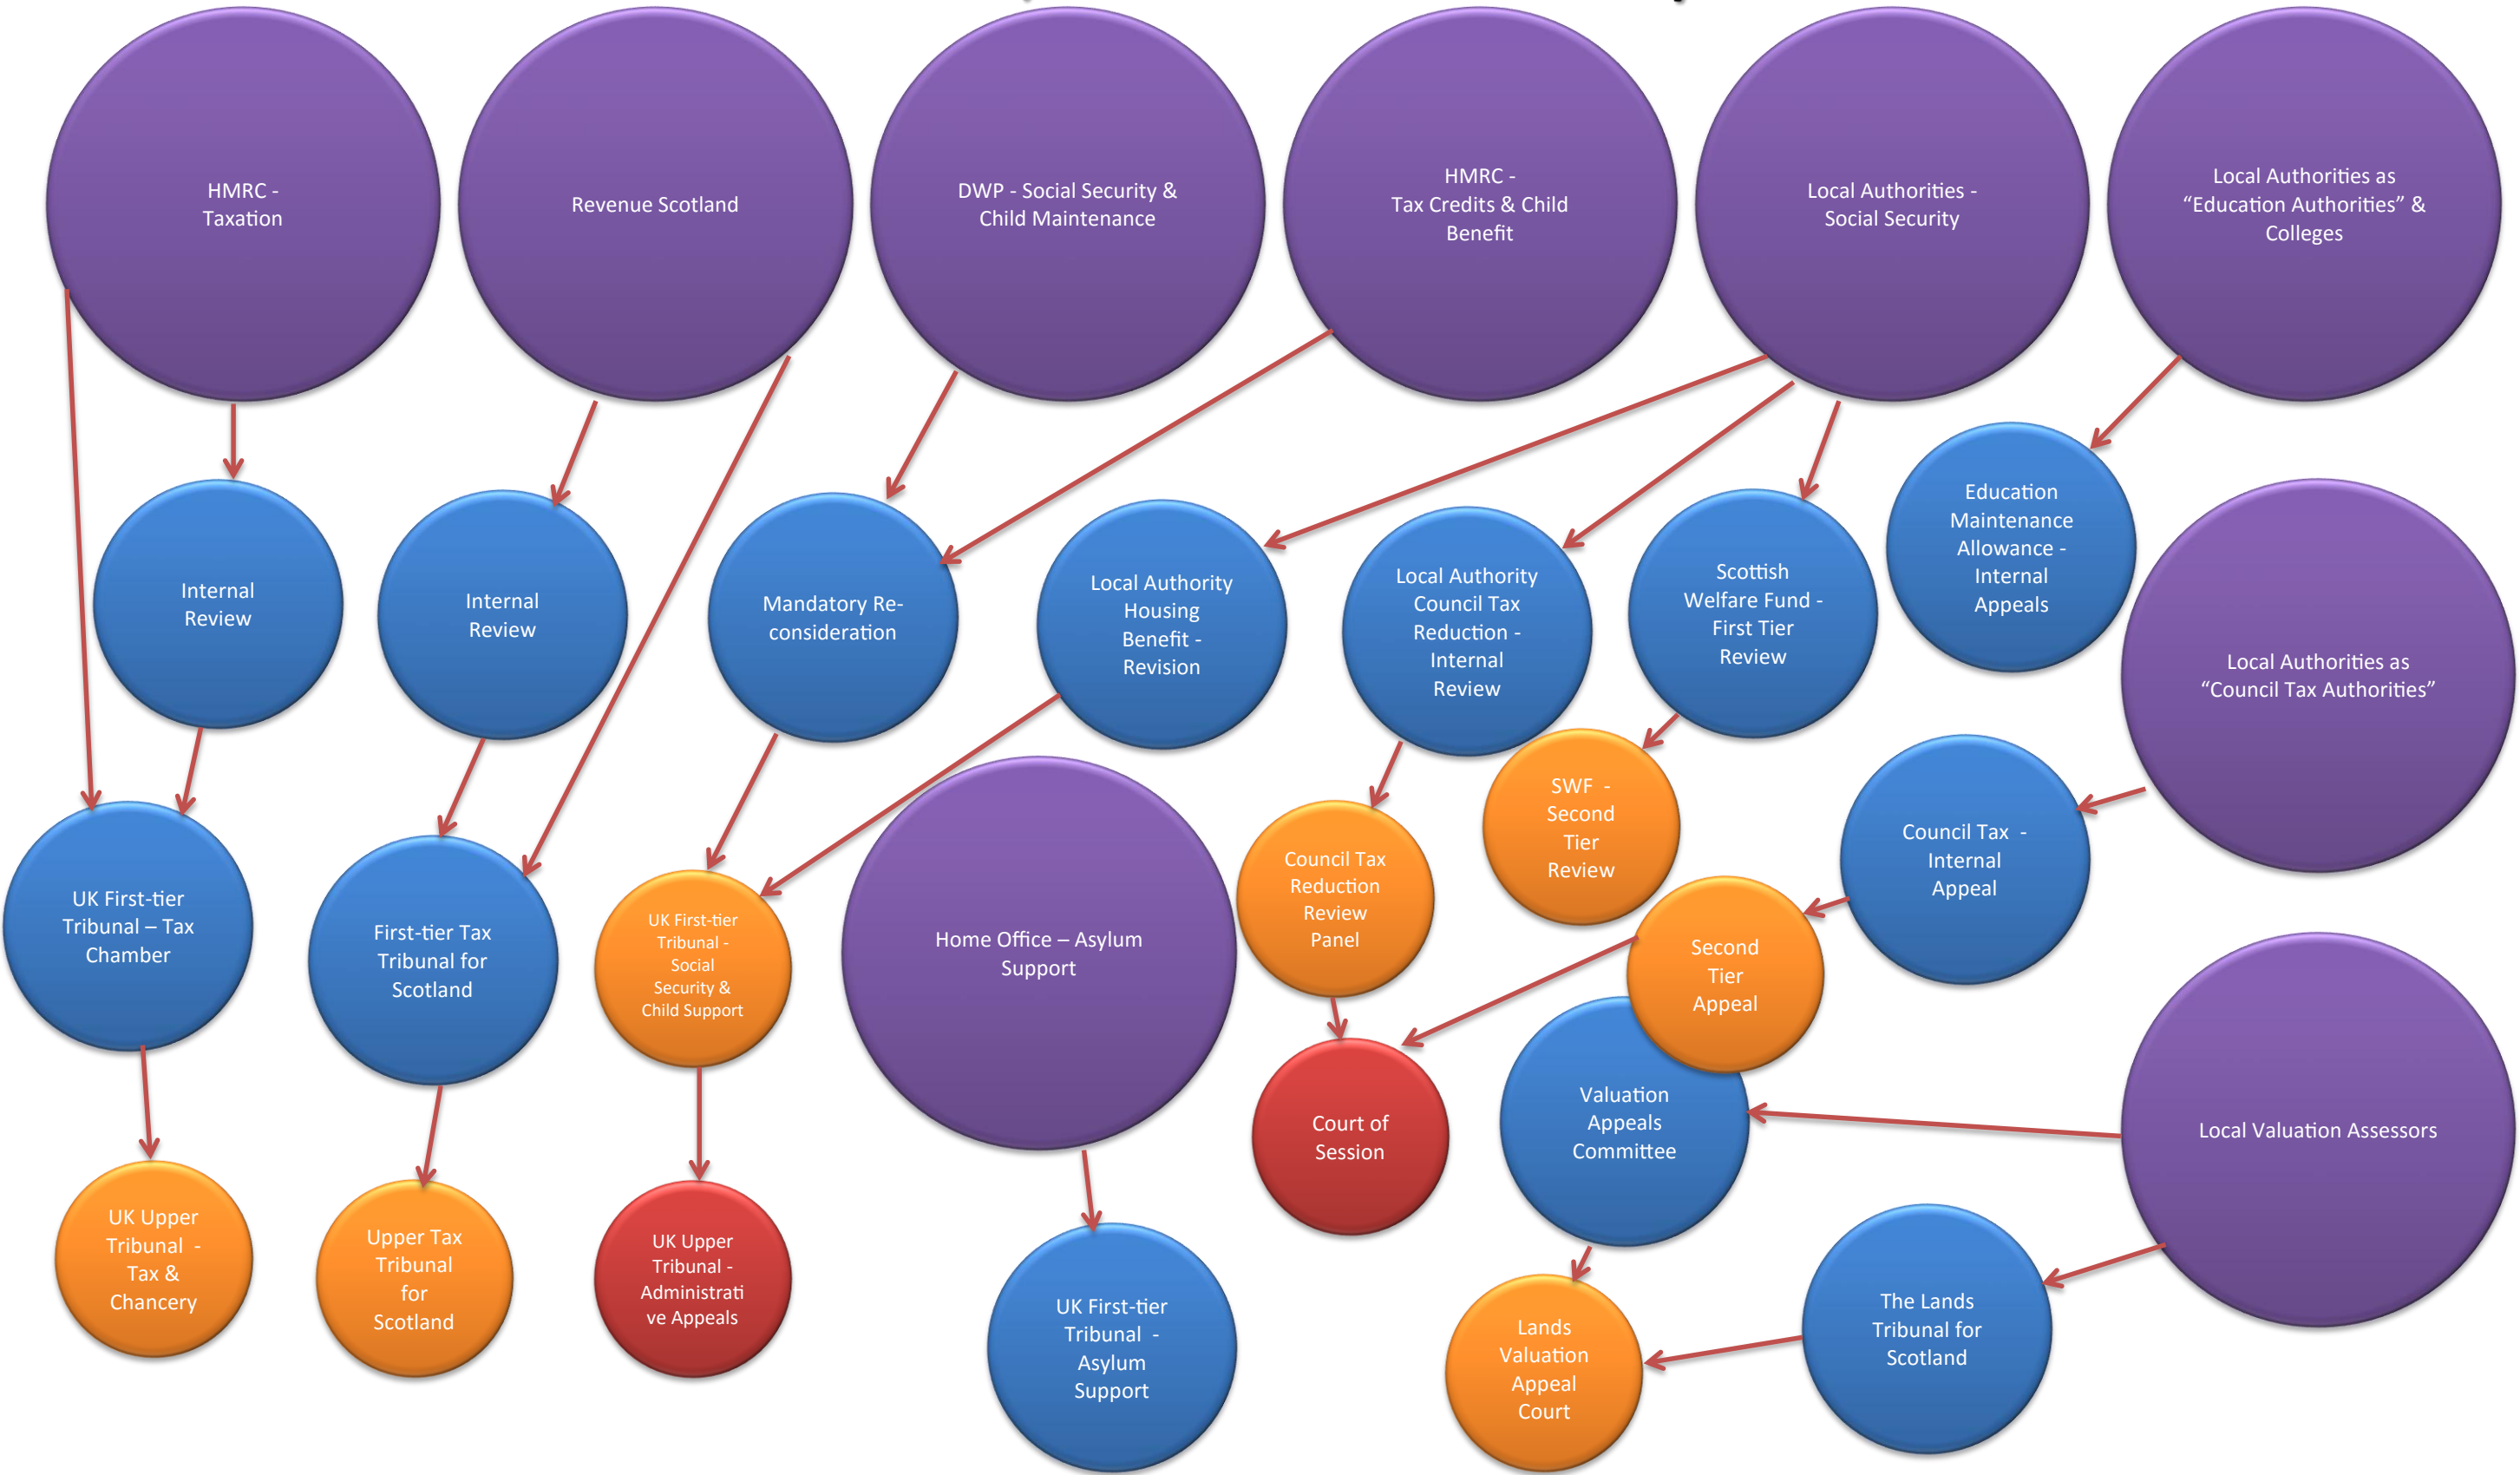 HMRC -
Taxation
Revenue Scotland
DWP - Social Security &
Child Maintenance
HMRC -
Tax Credits & Child
Benefit
Local Authorities -
Social Security
Local Authorities as
“Education Authorities” &
Colleges
Internal
Review
Internal
Review
Mandatory Re-
consideration
Local Authority
Housing
Benefit -
Revision
Local Authority
Council Tax
Reduction -
Internal
Review
Scottish
Welfare Fund -
First Tier
Review
Education
Maintenance
Allowance -
Internal
Appeals
Local Authorities as
“Council Tax Authorities”
UK First-tier
Tribunal – Tax
Chamber
First-tier Tax
Tribunal for
Scotland
UK First-tier
Tribunal -
Social
Security &
Child Support
Home Office – Asylum
Support
Council Tax
Reduction
Review
Panel
SWF -
Second
Tier
Review
Second
Tier
Appeal
Council Tax -
Internal
Appeal
Court of
Session
Valuation
Appeals
Committee
Local Valuation Assessors
UK Upper
Tribunal -
Tax &
Chancery
Upper Tax
Tribunal
for
Scotland
UK Upper
Tribunal -
Administrati
ve Appeals
UK First-tier
Tribunal -
Asylum
Support
Lands
Valuation
Appeal
Court
The Lands
Tribunal for
Scotland